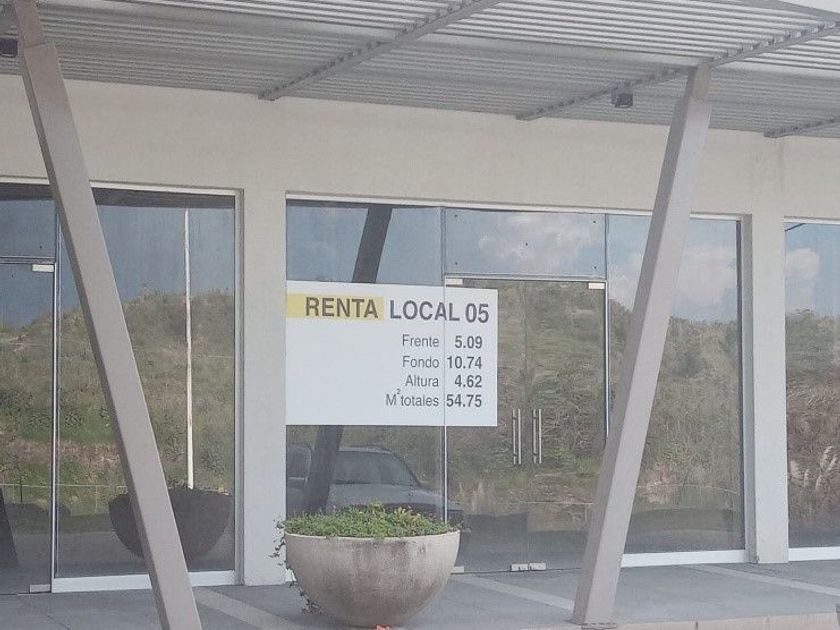 RENTA LOCAL 05
Frente 5.09
Fondo 10.74
Altura 4.62
M² totales 54.75